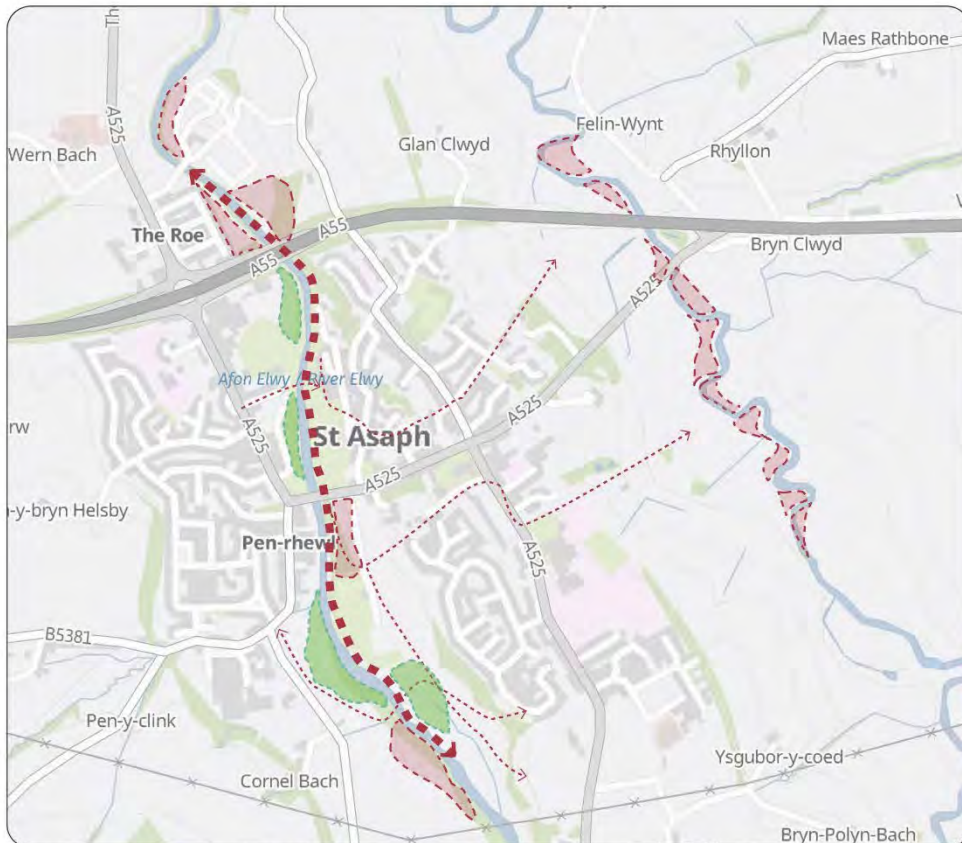 Th
Maes Rathbone
A525
Felin-Wynt
Glan Clwyd
Wern Bach
Rhyllon
The Roe
A55
Bryn Clwyd
A55
A525
Afon Elwy / River Elwy
rw
A525
A525
St Asaph
A525
n-y-bryn Helsby
Pen-rhewl
A525
B5381
Pen-y-clink
Ysgubor-y-coed
Cornel Bach
Bryn-Polyn-Bach